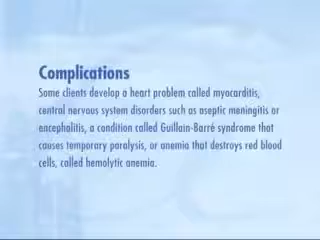 Complications
Some clients develop a heart problem called myocarditis,
central nervous system disorders such as aseptic meningitis or
encephalitis, a condition called Guillain-Barré syndrome that
causes temporary paralysis, or anemia that destroys red blood
cells, called hemolytic anemia.